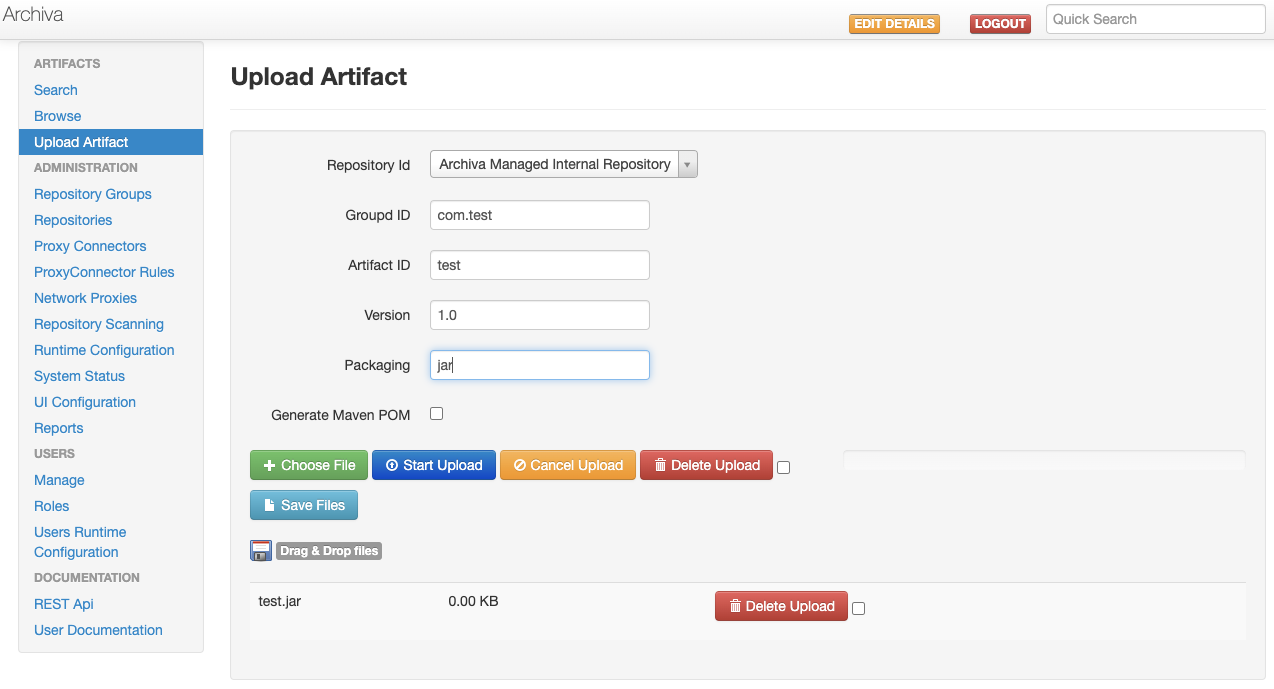 Archiva
EDIT DETAILS
LOGOUT
Quick Search
ARTIFACTS
Search
Browse
Upload Artifact
ADMINISTRATION
Repository Groups
Repositories
Proxy Connectors
ProxyConnector Rules
Network Proxies
Repository Scanning
Runtime Configuration
System Status
UI Configuration
Reports
USERS
Manage
Roles
Users Runtime
Configuration
DOCUMENTATION
REST Api
User Documentation
Upload Artifact
Repository Id Archiva Managed Internal Repository
Groupd ID com.test
Artifact ID test
Version 1.0
Packaging jar
Generate Maven POM
Choose File Start Upload Cancel Upload Delete Upload
Save Files
Drag & Drop files
test.jar 0.00 KB Delete Upload